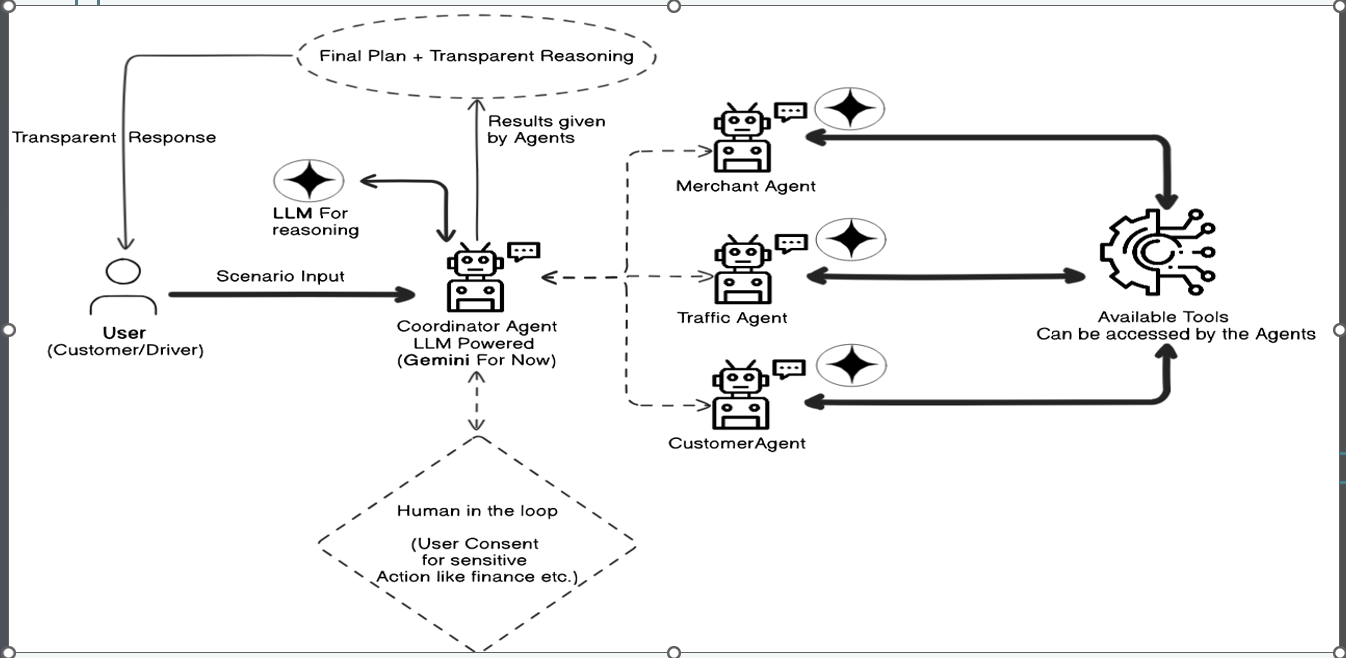 Final Plan + Transparent Reasoning
Transparent Response
Results given
by Agents
LLM For
reasoning
Scenario Input
User
(Customer/Driver)
Coordinator Agent
LLM Powered
(Gemini For Now)
Merchant Agent
Traffic Agent
CustomerAgent
Available Tools
Can be accessed by the Agents
Human in the loop
(User Consent
for sensitive
Action like finance etc.)